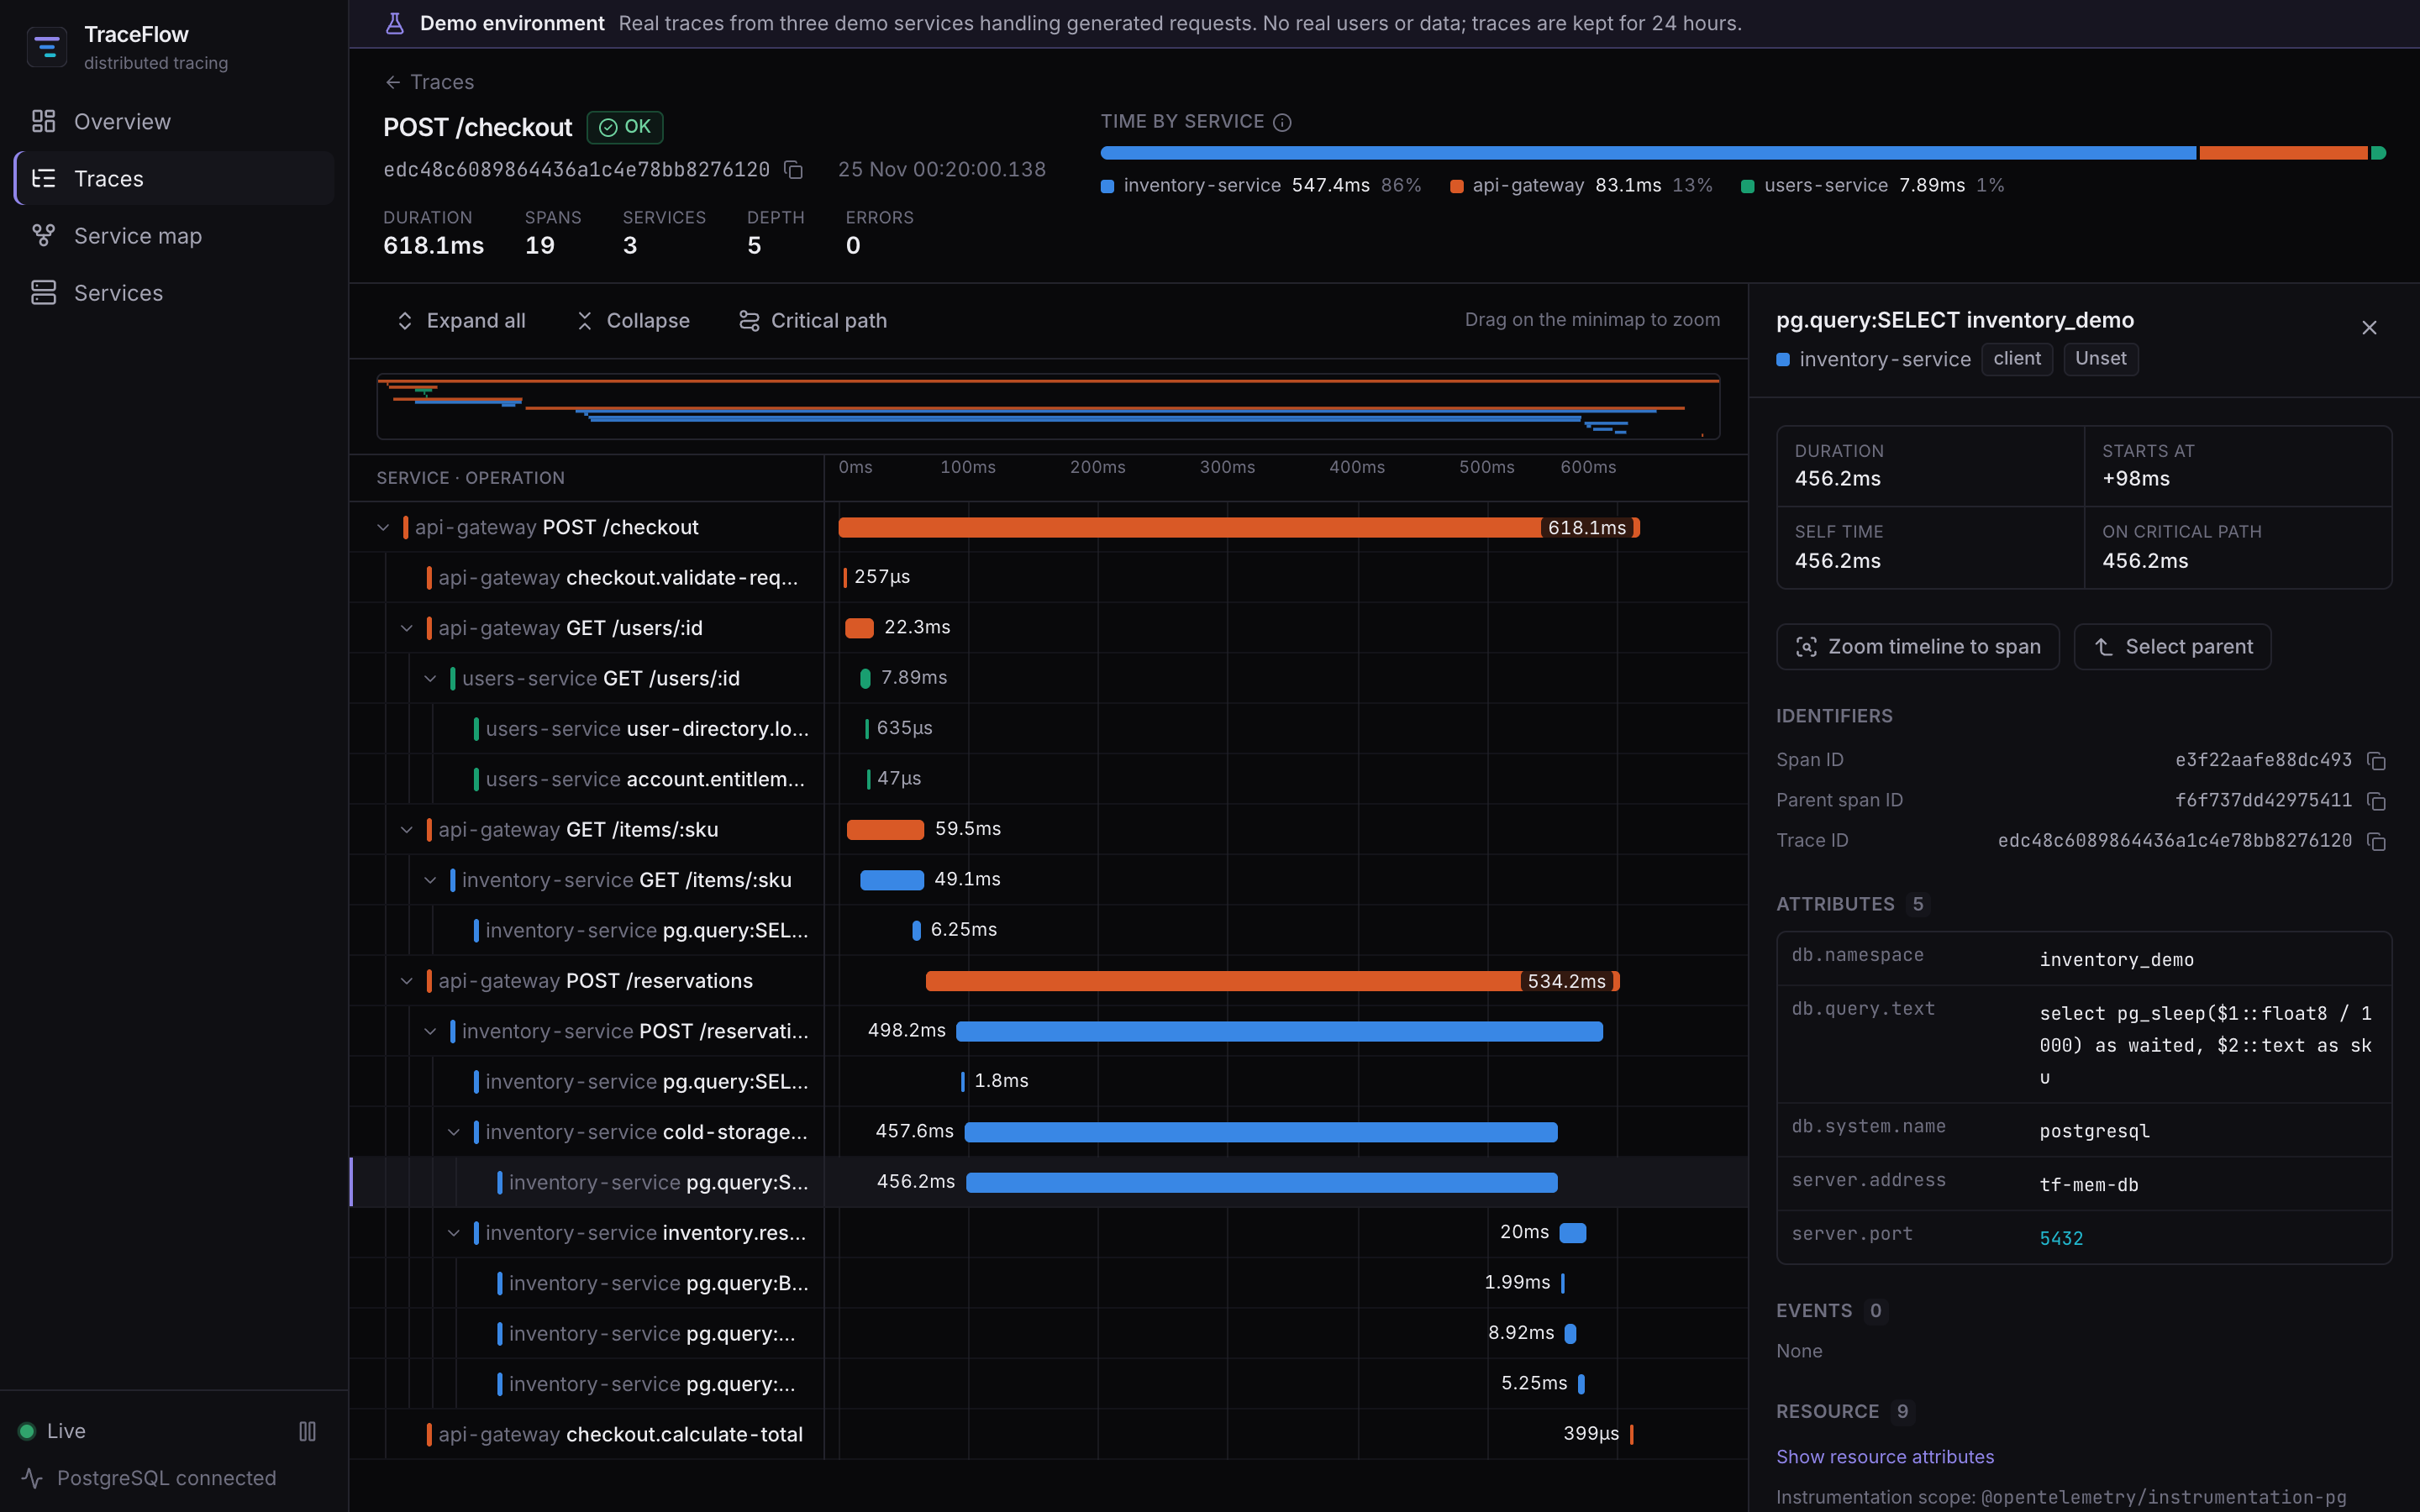 TraceFlow
distributed tracing
Overview
Traces
Service map
Services
Live
PostgreSQL connected
Demo environment Real traces from three demo services handling generated requests. No real users or data; traces are kept for 24 hours.
← Traces
POST /checkout OK
edc48c6089864436a1c4e78bb8276120 25 Nov 00:20:00.138
DURATION SPANS SERVICES DEPTH ERRORS
618.1ms 19 3 5 0
TIME BY SERVICE
inventory-service 547.4ms 86% api-gateway 83.1ms 13% users-service 7.89ms 1%
Expand all Collapse Critical path Drag on the minimap to zoom
SERVICE · OPERATION 0ms 100ms 200ms 300ms 400ms 500ms 600ms
api-gateway POST /checkout 618.1ms
api-gateway checkout.validate-req... 257µs
api-gateway GET /users/:id 22.3ms
users-service GET /users/:id 7.89ms
users-service user-directory.lo... 635µs
users-service account.entitlem... 47µs
api-gateway GET /items/:sku 59.5ms
inventory-service GET /items/:sku 49.1ms
inventory-service pg.query:SEL... 6.25ms
api-gateway POST /reservations 534.2ms
inventory-service POST /reservati... 498.2ms
inventory-service pg.query:SEL... 1.8ms
inventory-service cold-storage... 457.6ms
inventory-service pg.query:S... 456.2ms
inventory-service inventory.res... 20ms
inventory-service pg.query:B... 1.99ms
inventory-service pg.query:... 8.92ms
inventory-service pg.query:... 5.25ms
api-gateway checkout.calculate-total 399µs
pg.query:SELECT inventory_demo
inventory-service client Unset
DURATION STARTS AT
456.2ms +98ms
SELF TIME ON CRITICAL PATH
456.2ms 456.2ms
Zoom timeline to span Select parent
IDENTIFIERS
Span ID e3f22aafe88dc493
Parent span ID f6f737dd42975411
Trace ID edc48c6089864436a1c4e78bb8276120
ATTRIBUTES 5
db.namespace inventory_demo
db.query.text select pg_sleep($1::float8 / 1
000) as waited, $2::text as sk
u
db.system.name postgresql
server.address tf-mem-db
server.port 5432
EVENTS 0
None
RESOURCE 9
Show resource attributes
Instrumentation scope: @opentelemetry/instrumentation-pg